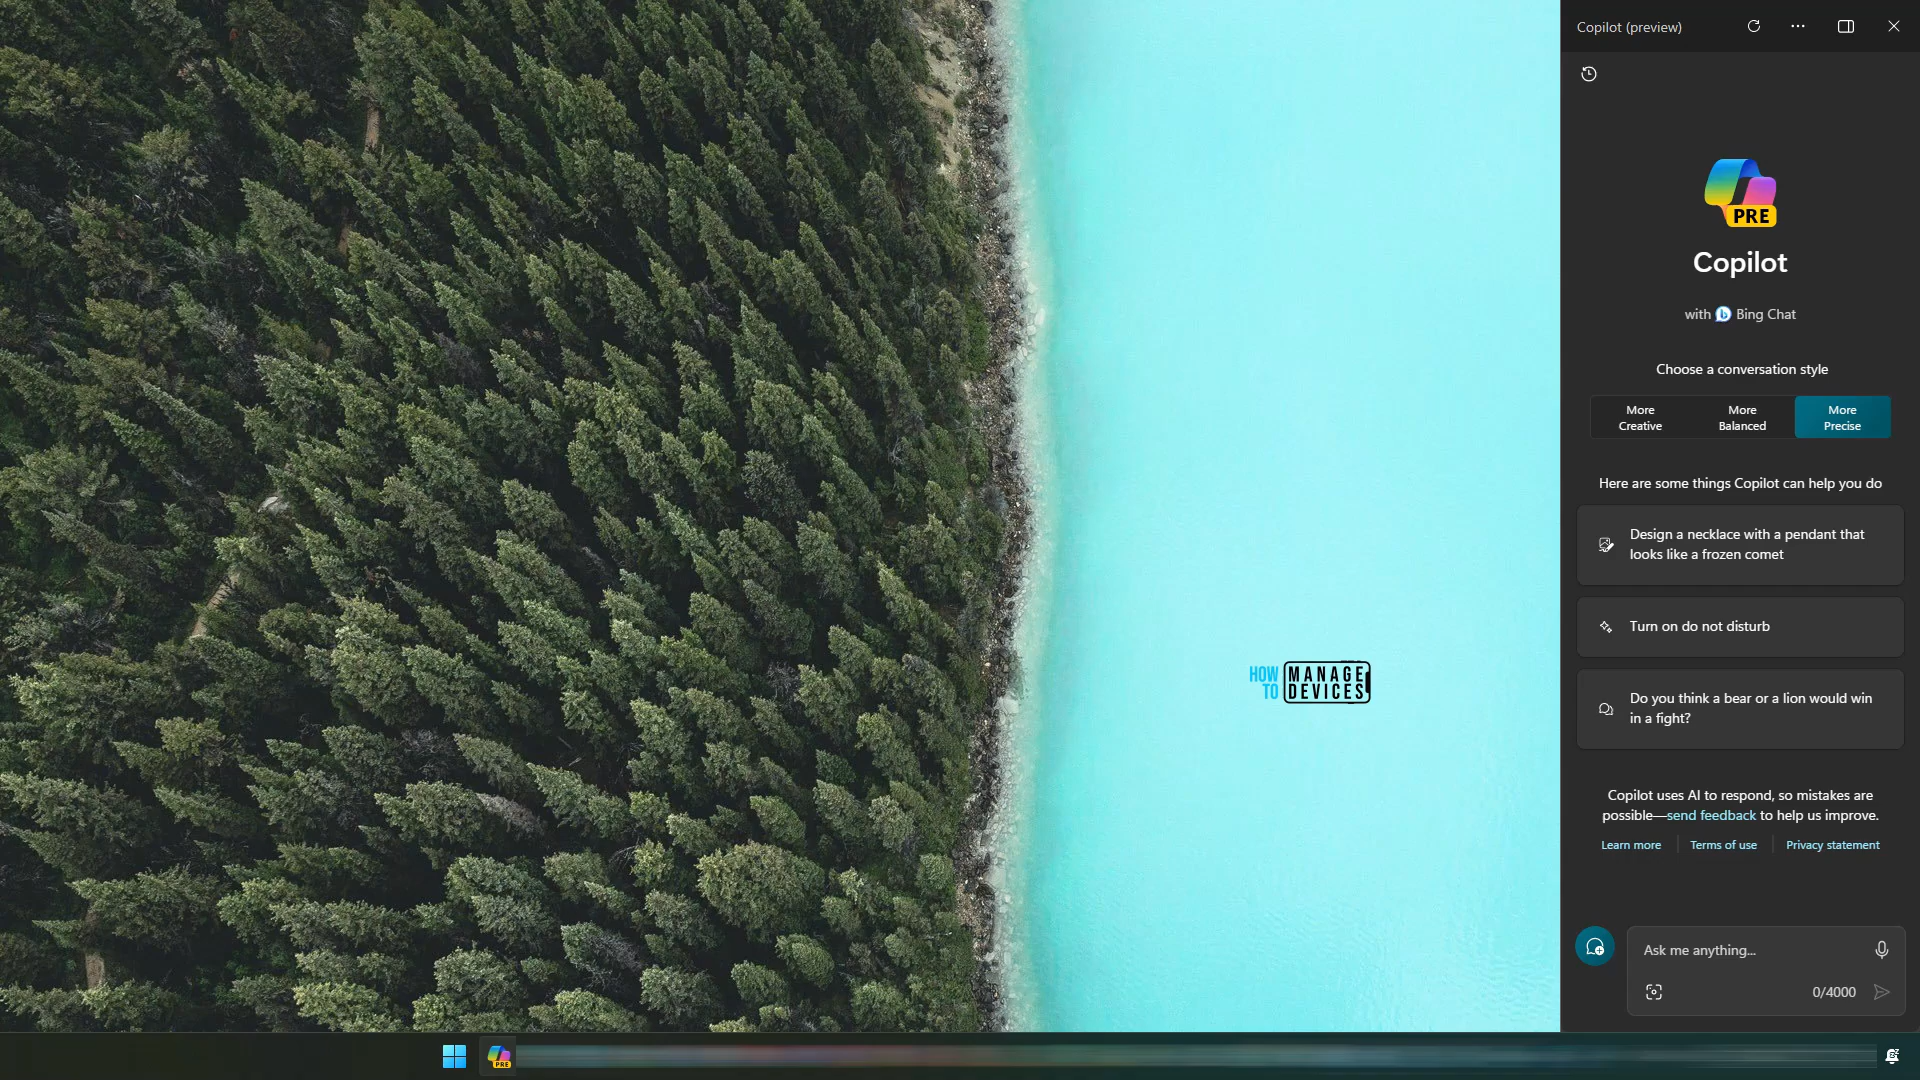 Copilot (preview)
PRE
Copilot
with Bing Chat
Choose a conversation style
More Creative
More Balanced
More Precise
Here are some things Copilot can help you do
Design a necklace with a pendant that
looks like a frozen comet
Turn on do not disturb
Do you think a bear or a lion would win
in a fight?
HOW TO
MANAGE
DEVICES
Copilot uses AI to respond, so mistakes are
possible—send feedback to help us improve.
Learn more
Terms of use
Privacy statement
Ask me anything...
0/4000
PRE